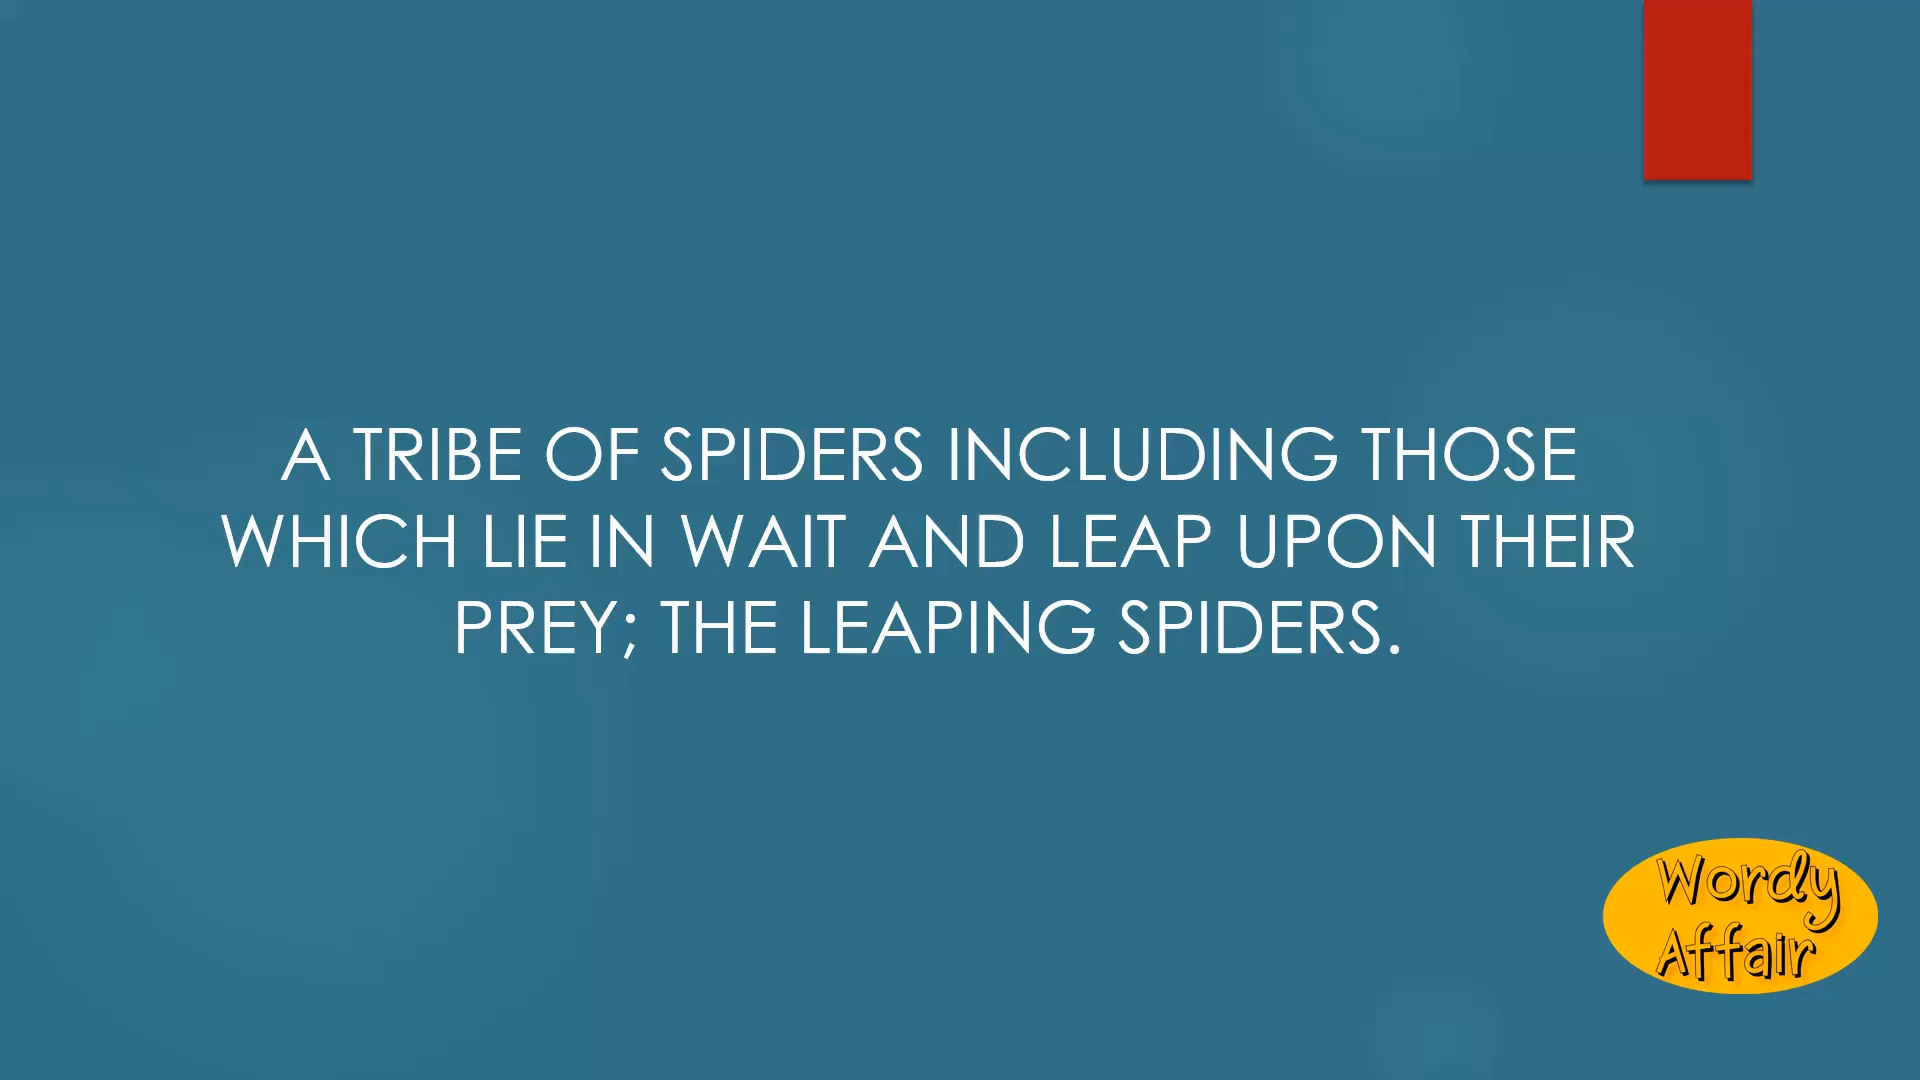 A TRIBE OF SPIDERS INCLUDING THOSE
WHICH LIE IN WAIT AND LEAP UPON THEIR
PREY; THE LEAPING SPIDERS.
Wordy
Affair